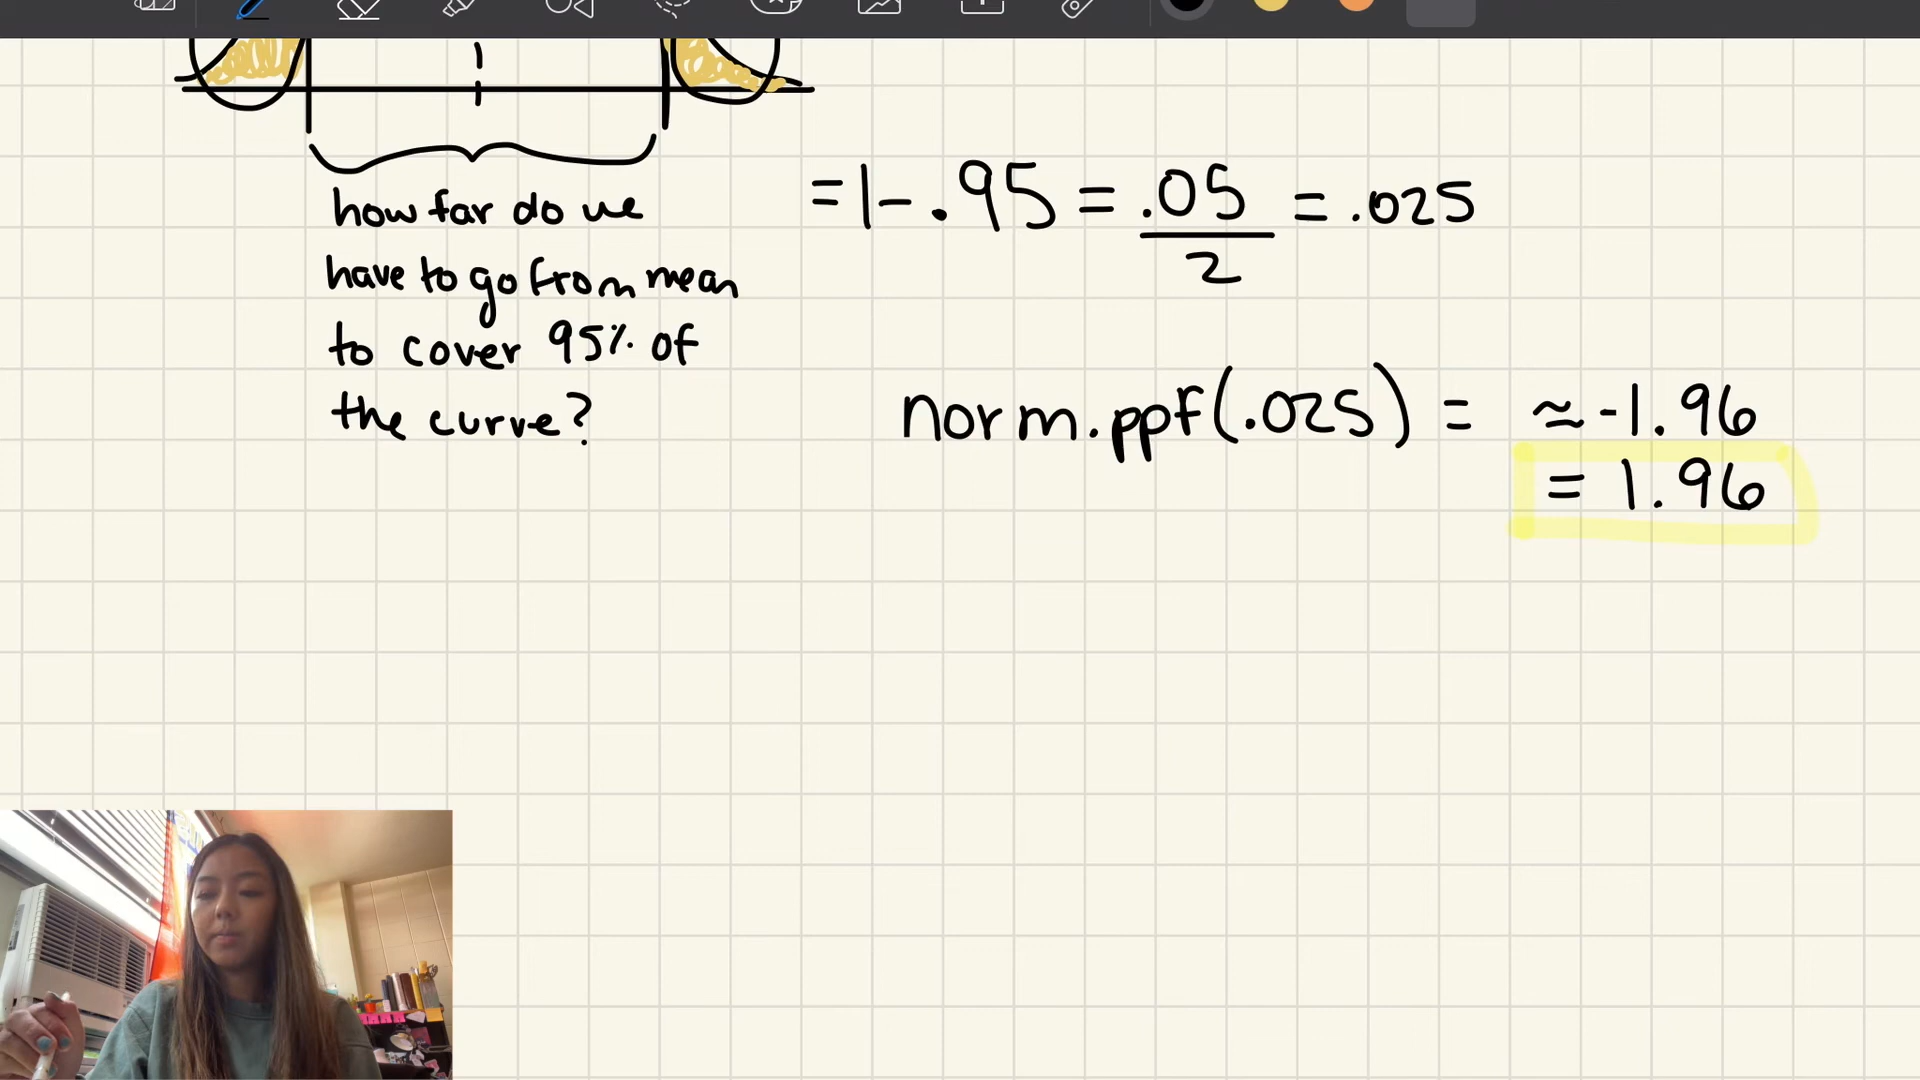 how far do we
have to go from mean
to cover 95% of
the curve?
=1-.95=.05/2=.025
norm.ppf(.025)= ≈-1.96
= 1.96